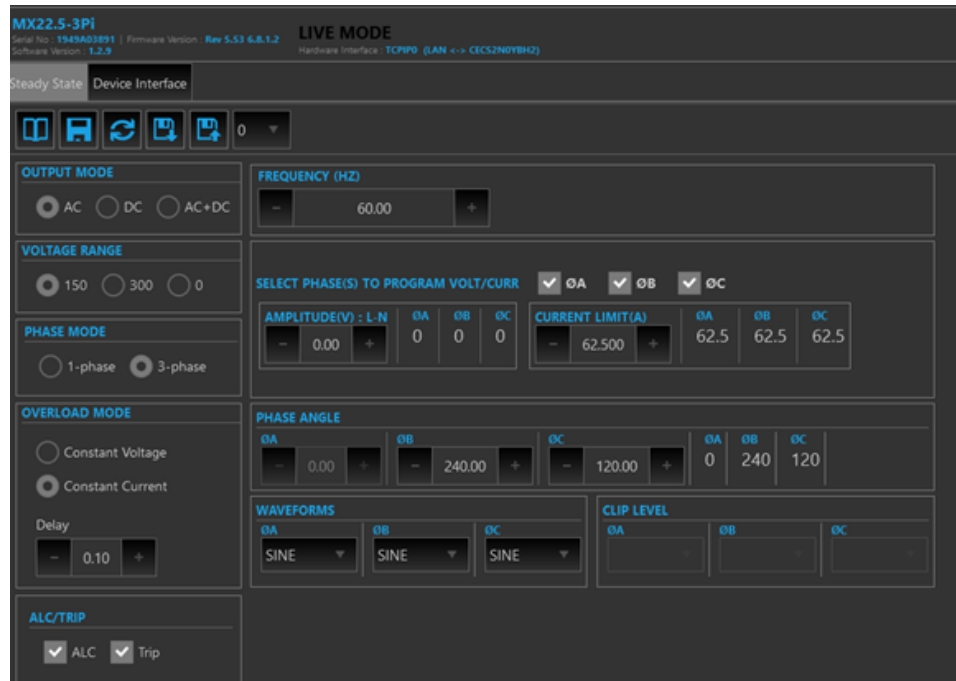 MX22.5-3Pi
Serial No : 1949A03891 | Firmware Version : Rev 5.53 6.8.1.2
Software Version : 1.2.9
LIVE MODE
Hardware Interface : TCPIP0 (LAN <-> CECS2N0YBH2)
Steady State Device Interface
0
OUTPUT MODE
AC DC AC+DC
FREQUENCY (HZ)
- 60.00 +
VOLTAGE RANGE
150 300 0
SELECT PHASE(S) TO PROGRAM VOLT/CURR ØA ØB ØC
AMPLITUDE(V) : L-N ØA ØB ØC
- 0.00 + 0 0 0
CURRENT LIMIT(A) ØA ØB ØC
- 62.500 + 62.5 62.5 62.5
PHASE MODE
1-phase 3-phase
OVERLOAD MODE
Constant Voltage
Constant Current
Delay
- 0.10 +
PHASE ANGLE
ØA ØB ØC ØA ØB ØC
- 0.00 + - 240.00 + - 120.00 + 0 240 120
WAVEFORMS
ØA ØB ØC
SINE SINE SINE
CLIP LEVEL
ØA ØB ØC
ALC/TRIP
ALC Trip